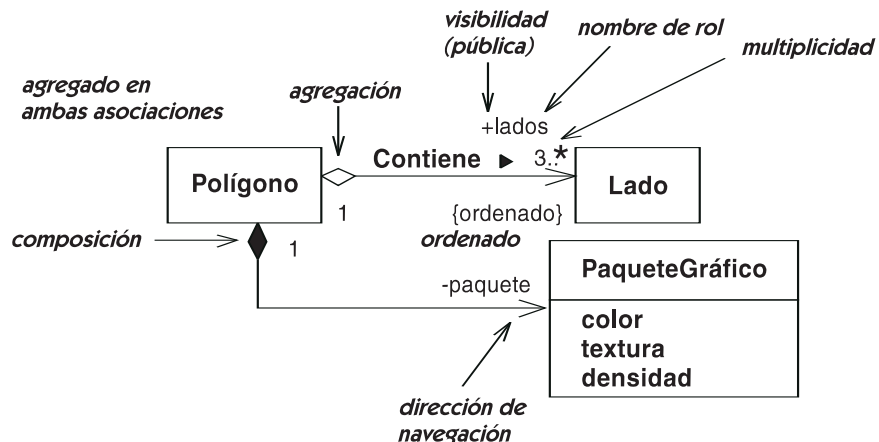 visibilidad
(pública)
nombre de rol
multiplicidad
agregado en
ambas asociaciones
agregación
+lados
Contiene ▶
3..*
Polígono
Lado
1
{ordenado}
ordenado
composición
1
PaqueteGráfico
-paquete
color
textura
densidad
dirección de
navegación